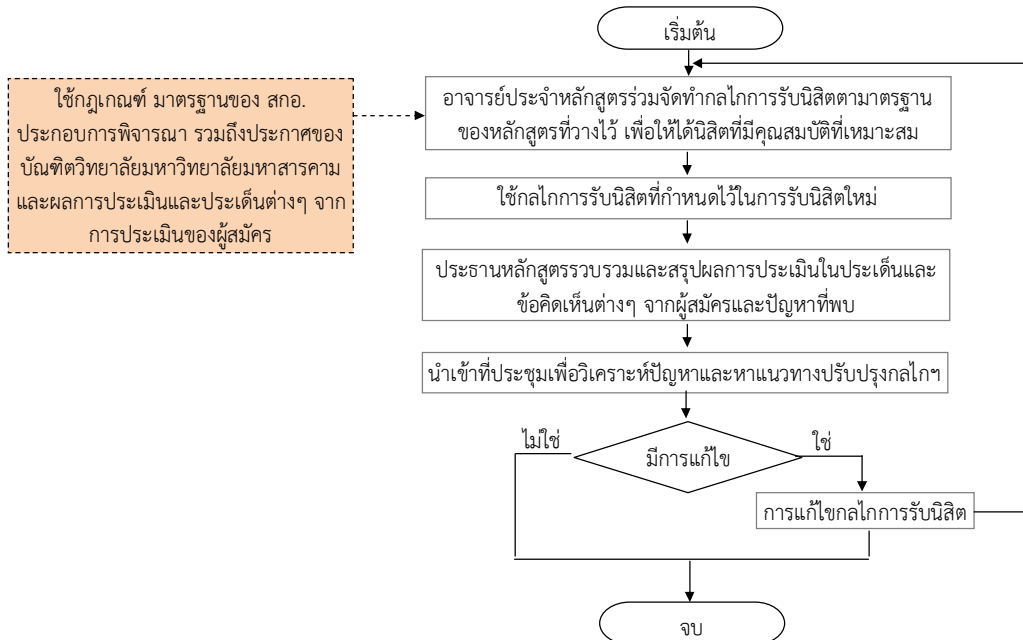 เริ่มต้น
ใช้กฎเกณฑ์ มาตรฐานของ สกอ.
ประกอบการพิจารณา รวมถึงประกาศของ
บัณฑิตวิทยาลัยมหาวิทยาลัยมหาสารคาม
และผลการประเมินและประเด็นต่างๆ จาก
การประเมินของผู้สมัคร
อาจารย์ประจำหลักสูตรร่วมจัดทำกลไกการรับนิสิตตามาตรฐาน
ของหลักสูตรที่วางไว้ เพื่อให้ได้นิสิตที่มีคุณสมบัติที่เหมาะสม
ใช้กลไกการรับนิสิตที่กำหนดไว้ในการรับนิสิตใหม่
ประธานหลักสูตรรวบรวมและสรุปผลการประเมินในประเด็นและ
ข้อคิดเห็นต่างๆ จากผู้สมัครและปัญหาที่พบ
นำเข้าที่ประชุมเพื่อวิเคราะห์ปัญหาและหาแนวทางปรับปรุงกลไกฯ
ไม่ใช่
มีการแก้ไข
ใช่
การแก้ไขกลไกการรับนิสิต
จบ